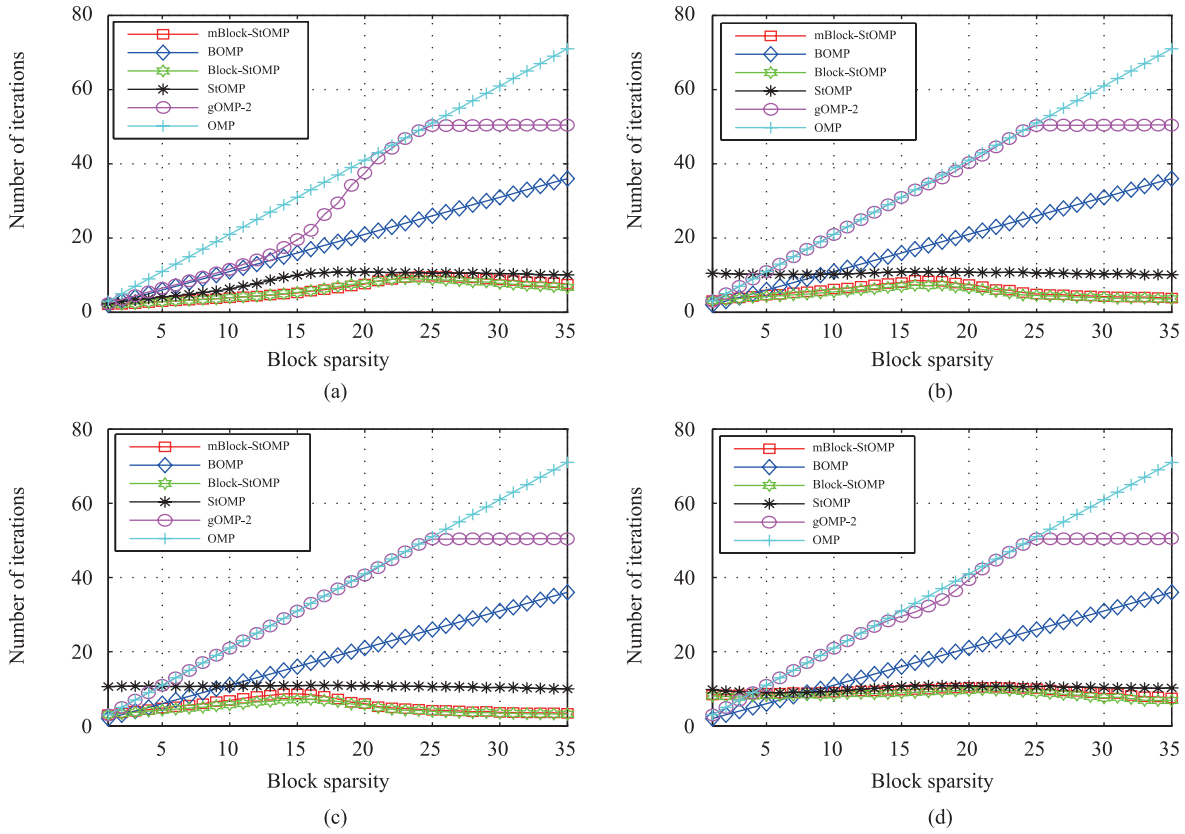 80
60
40
20
0
Number of iterations
mBlock-StOMP
BOMP
Block-StOMP
StOMP
gOMP-2
OMP
5 10 15 20 25 30 35
Block sparsity
(a)
80
60
40
20
0
Number of iterations
mBlock-StOMP
BOMP
Block-StOMP
StOMP
gOMP-2
OMP
5 10 15 20 25 30 35
Block sparsity
(b)
80
60
40
20
0
Number of iterations
mBlock-StOMP
BOMP
Block-StOMP
StOMP
gOMP-2
OMP
5 10 15 20 25 30 35
Block sparsity
(c)
80
60
40
20
0
Number of iterations
mBlock-StOMP
BOMP
Block-StOMP
StOMP
gOMP-2
OMP
5 10 15 20 25 30 35
Block sparsity
(d)